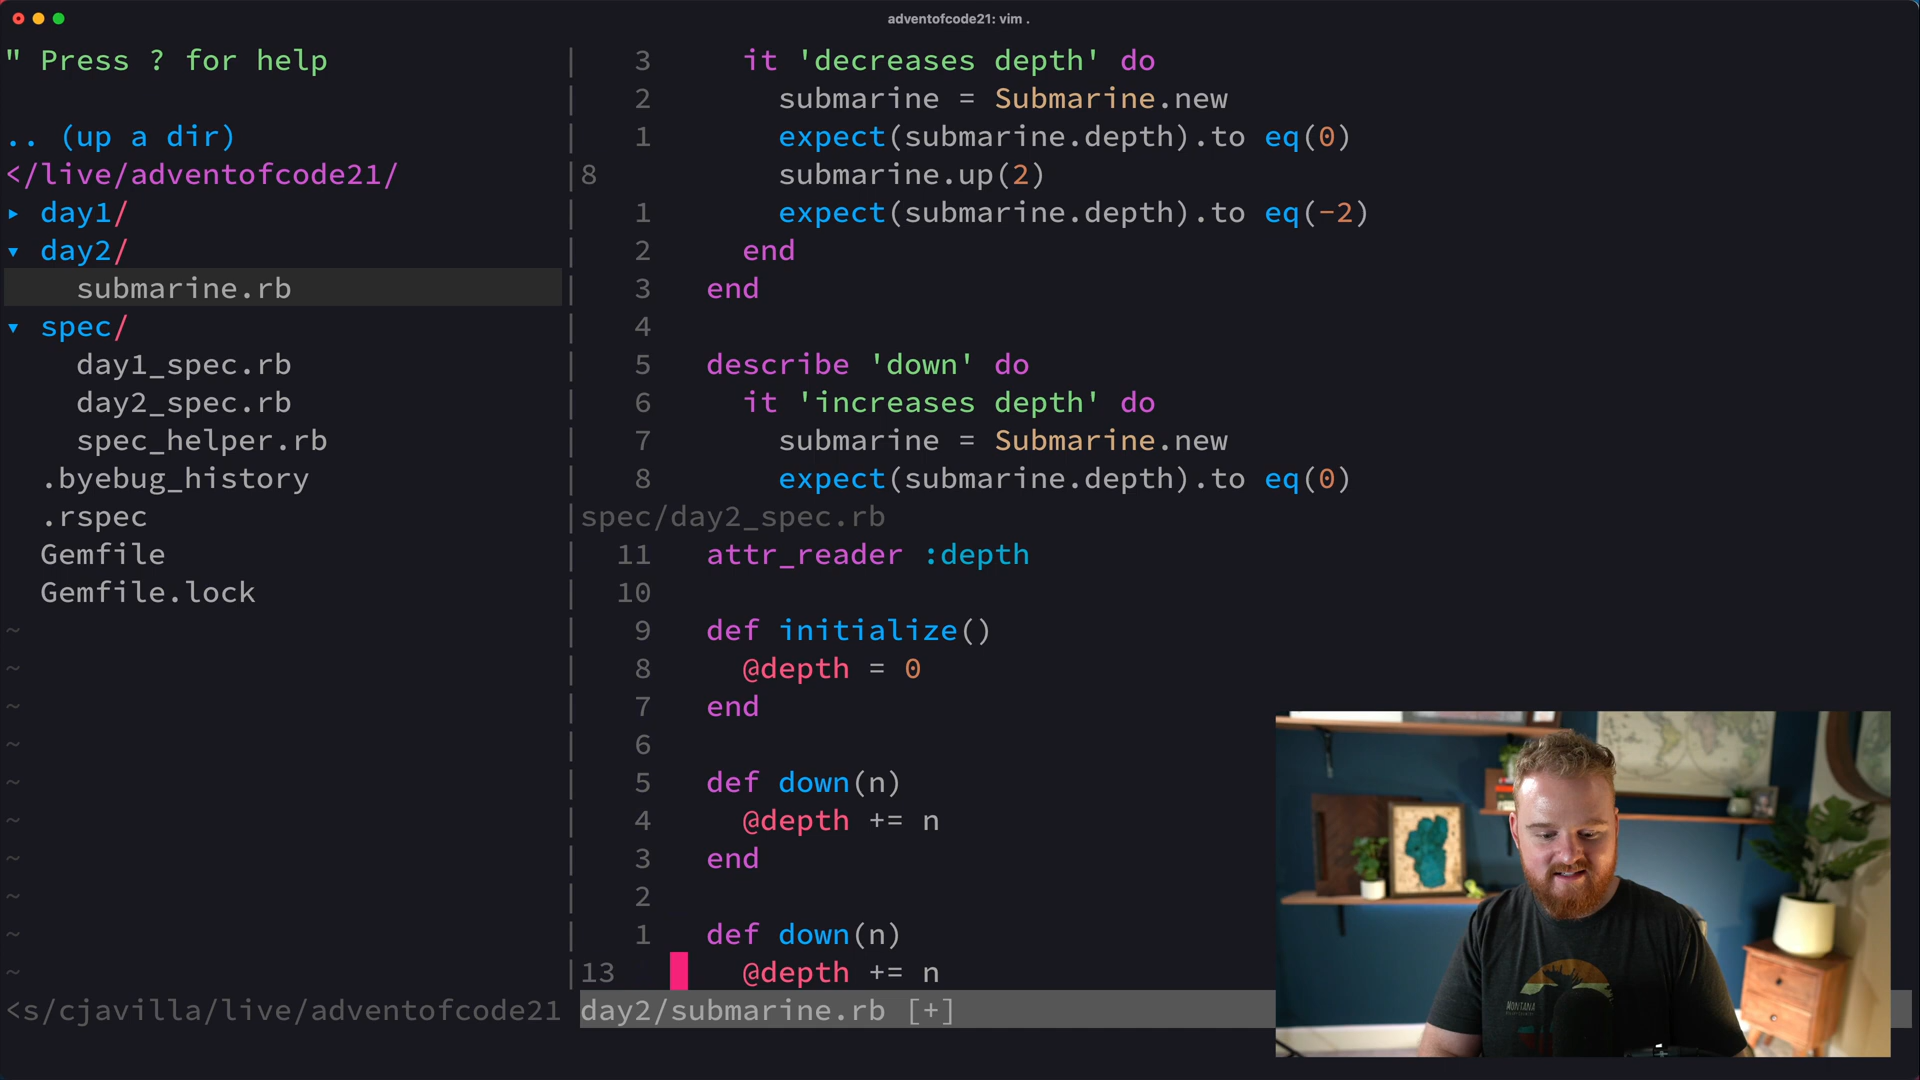 adventofcode21: vim .
" Press ? for help
.. (up a dir)
</live/adventofcode21/
▸ day1/
▾ day2/
submarine.rb
▾ spec/
day1_spec.rb
day2_spec.rb
spec_helper.rb
.byebug_history
.rspec
Gemfile
Gemfile.lock
~
~
~
~
~
~
~
~
~
~
<s/cjavilla/live/adventofcode21
3 it 'decreases depth' do
2 submarine = Submarine.new
1 expect(submarine.depth).to eq(0)
8 submarine.up(2)
1 expect(submarine.depth).to eq(-2)
2 end
3 end
4
5 describe 'down' do
6 it 'increases depth' do
7 submarine = Submarine.new
8 expect(submarine.depth).to eq(0)
spec/day2_spec.rb
11 attr_reader :depth
10
9 def initialize()
8 @depth = 0
7 end
6
5 def down(n)
4 @depth += n
3 end
2
1 def down(n)
13 @depth += n
day2/submarine.rb [+]
MONTANA